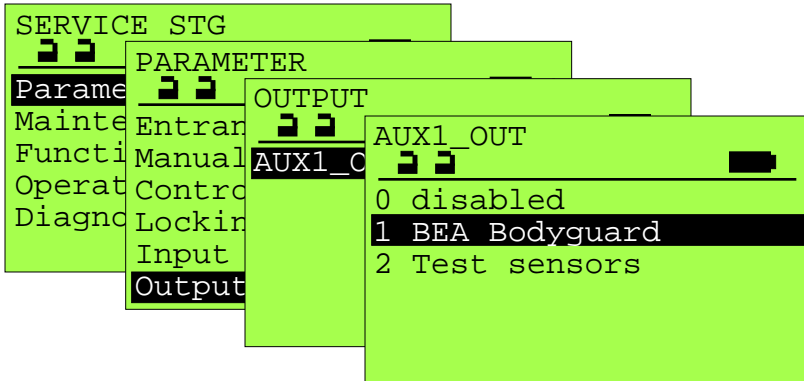 SERVICE STG
Parame
Mainte
Functi
Operat
Diagno
PARAMETER
Entran
Manual
Contro
Lockin
Input
Output
OUTPUT
AUX1_O
AUX1_OUT
0 disabled
1 BEA Bodyguard
2 Test sensors